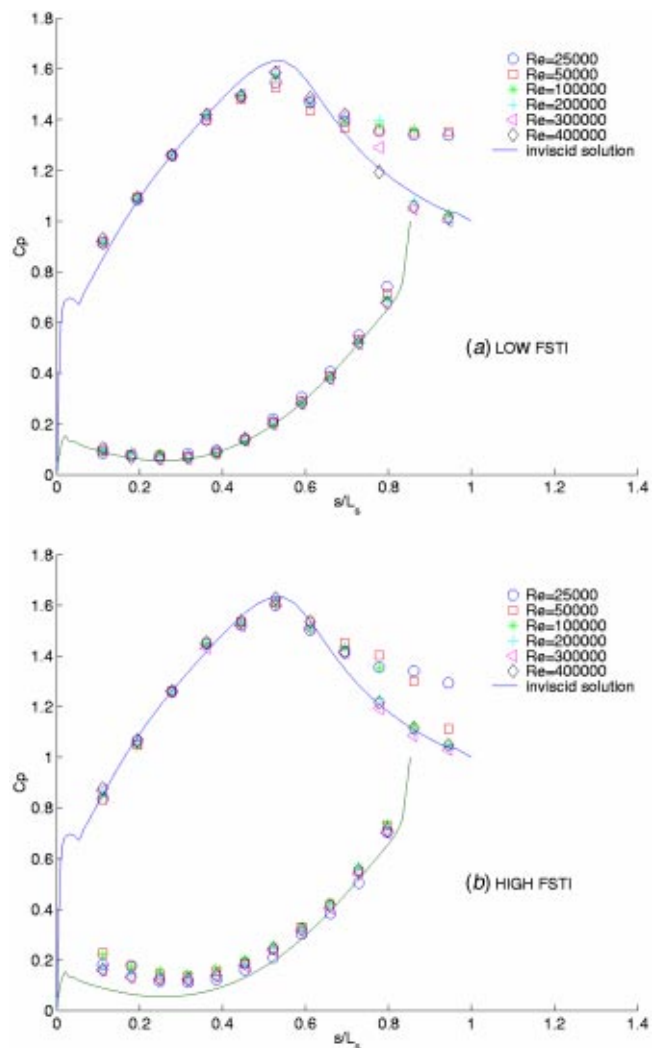 1.8
1.6
1.4
1.2
1
0.8
0.6
0.4
0.2
0
Cp
Re=25000
Re=50000
Re=100000
Re=200000
Re=300000
Re=400000
inviscid solution
(a) LOW FSTI
0 0.2 0.4 0.6 0.8 1 1.2 1.4
s/Ls
1.8
1.6
1.4
1.2
1
0.8
0.6
0.4
0.2
0
Cp
Re=25000
Re=50000
Re=100000
Re=200000
Re=300000
Re=400000
inviscid solution
(b) HIGH FSTI
0 0.2 0.4 0.6 0.8 1 1.2 1.4
s/Ls